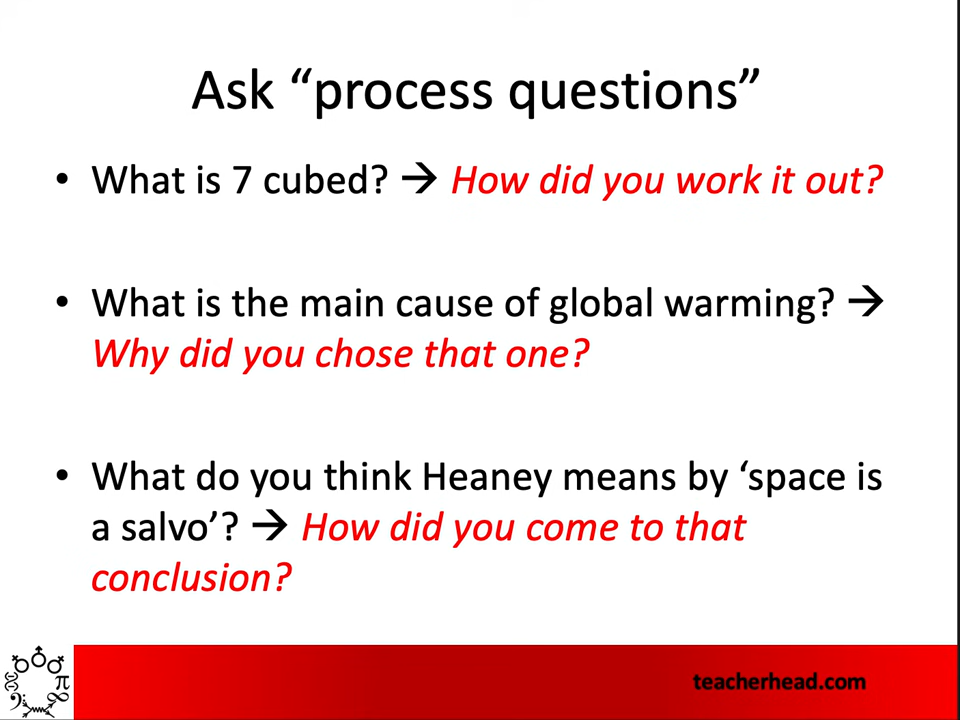 Ask “process questions”
• What is 7 cubed? → How did you work it out?
• What is the main cause of global warming? →
Why did you chose that one?
• What do you think Heaney means by ‘space is
a salvo’? → How did you come to that
conclusion?
teacherhead.com